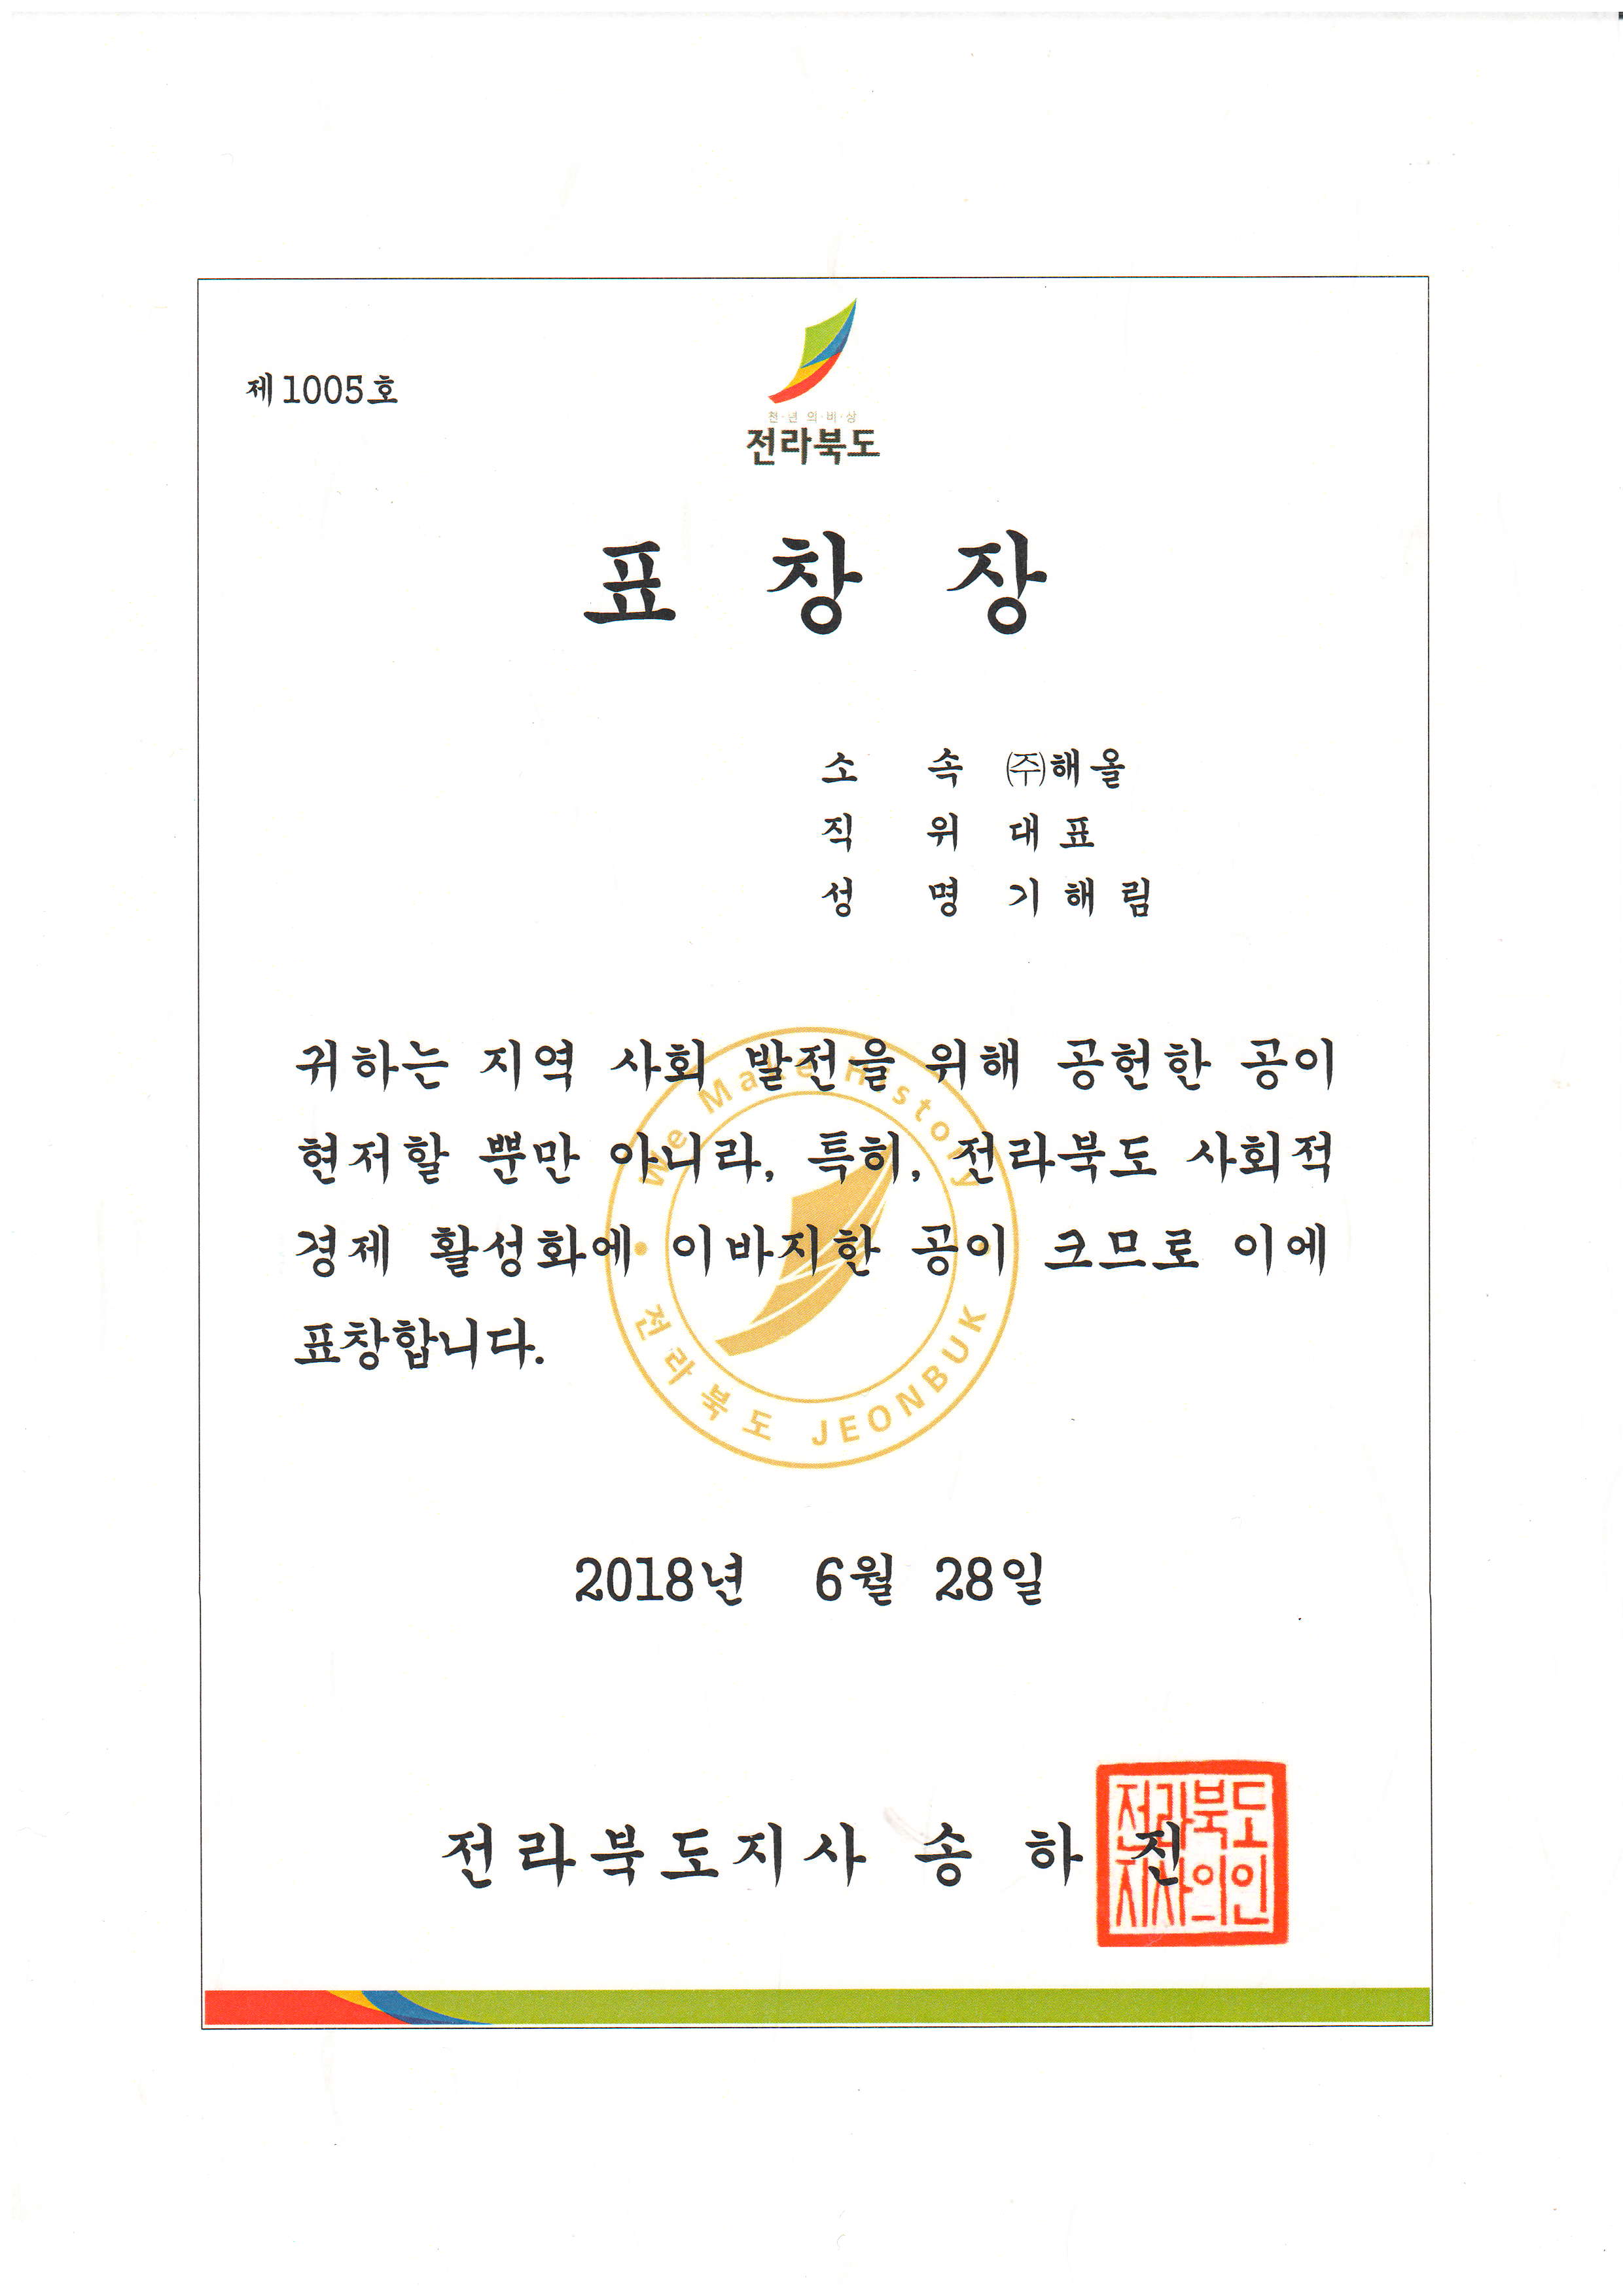 제1005호
천·년의·비·상
전라북도
표 창 장
소 속 ㈜해올
직 위 대표
성 명 기 해 림
귀하는 지역 사회 발전을 위해 공헌한 공이
현저할 뿐만 아니라, 특히, 전라북도 사회적
경제 활성화에 이바지한 공이 크므로 이에
표창합니다.
We Make History
전라북도 JEONBUK
2018년 6월 28일
전라북도지사 송 하 진
전라북도
지사의인